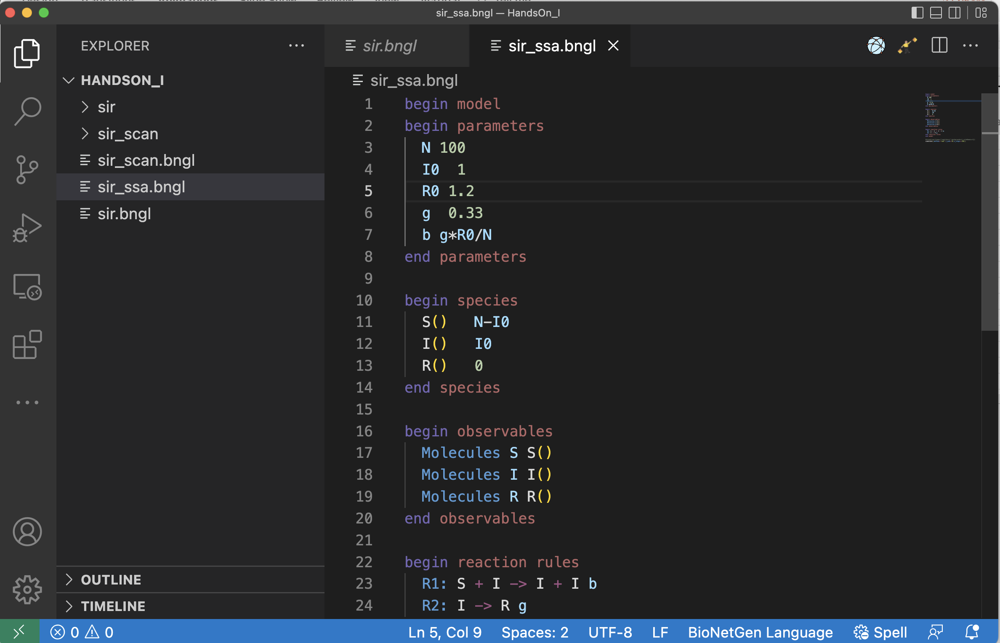 sir_ssa.bngl — HandsOn_I
EXPLORER
HANDSON_I
sir
sir_scan
sir_scan.bngl
sir_ssa.bngl
sir.bngl
OUTLINE
TIMELINE
sir.bngl
sir_ssa.bngl
sir_ssa.bngl
1 begin model
2 begin parameters
3 N 100
4 I0 1
5 R0 1.2
6 g 0.33
7 b g*R0/N
8 end parameters
9
10 begin species
11 S() N-I0
12 I() I0
13 R() 0
14 end species
15
16 begin observables
17 Molecules S S()
18 Molecules I I()
19 Molecules R R()
20 end observables
21
22 begin reaction rules
23 R1: S + I -> I + I b
24 R2: I -> R g
0 0 Ln 5, Col 9 Spaces: 2 UTF-8 LF BioNetGen Language Spell